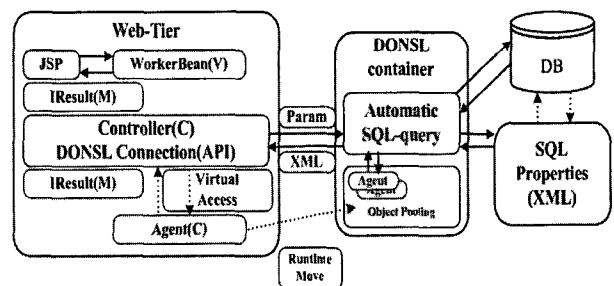 Web-Tier
JSP
WorkerBean(V)
IResult(M)
Controller(C)
DONSL Connection(API)
IResult(M)
Virtual
Access
Agent(C)
Param
XML
Runtime
Move
DONSL
container
Automatic
SQL-query
Agent
Agent
Object Pooling
DB
SQL
Properties
(XML)